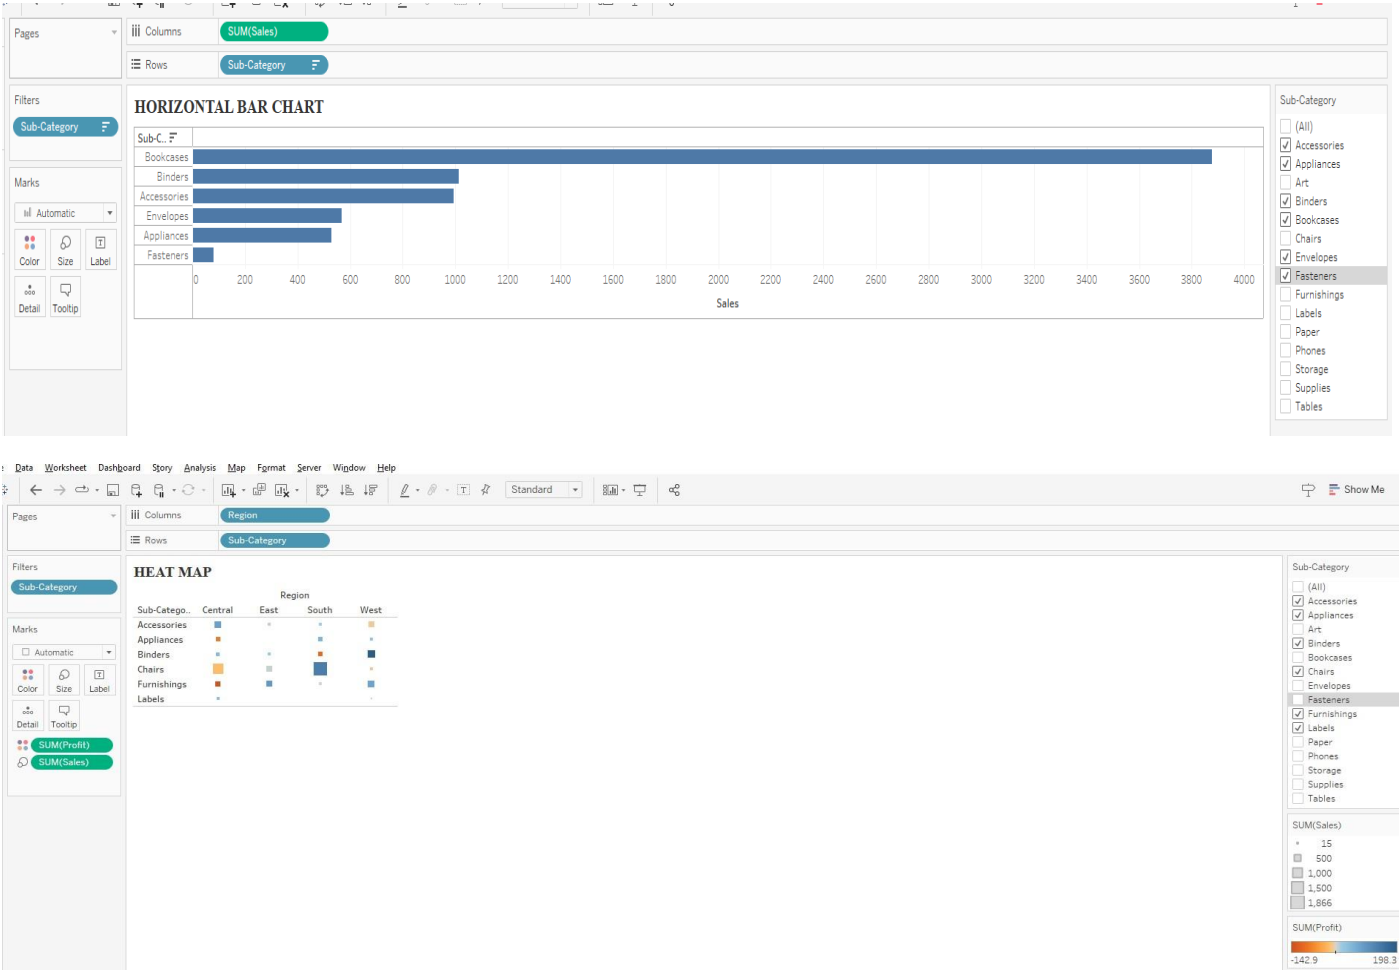 Pages
Columns
SUM(Sales)
Rows
Sub-Category
Filters
Sub-Category
Marks
Automatic
Color
Size
Label
Detail
Tooltip
HORIZONTAL BAR CHART
Sub-C..
Bookcases
Binders
Accessories
Envelopes
Appliances
Fasteners
0 200 400 600 800 1000 1200 1400 1600 1800 2000 2200 2400 2600 2800 3000 3200 3400 3600 3800 4000
Sales
Sub-Category
(All)
Accessories
Appliances
Art
Binders
Bookcases
Chairs
Envelopes
Fasteners
Furnishings
Labels
Paper
Phones
Storage
Supplies
Tables
Data Worksheet Dashboard Story Analysis Map Format Server Window Help
Standard
Show Me
Pages
Columns
Region
Rows
Sub-Category
Filters
Sub-Category
Marks
Automatic
Color
Size
Label
Detail
Tooltip
SUM(Profit)
SUM(Sales)
HEAT MAP
Region
Sub-Catego.. Central East South West
Accessories
Appliances
Binders
Chairs
Furnishings
Labels
Sub-Category
(All)
Accessories
Appliances
Art
Binders
Bookcases
Chairs
Envelopes
Fasteners
Furnishings
Labels
Paper
Phones
Storage
Supplies
Tables
SUM(Sales)
15
500
1,000
1,500
1,866
SUM(Profit)
-142.9 198.3